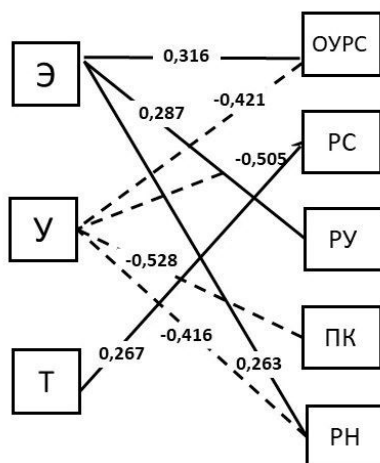 ОУРС
0,316
Э
-0,421
0,287
РС
-0,505
У
РУ
-0,528
ПК
-0,416
0,267
0,263
Т
РН